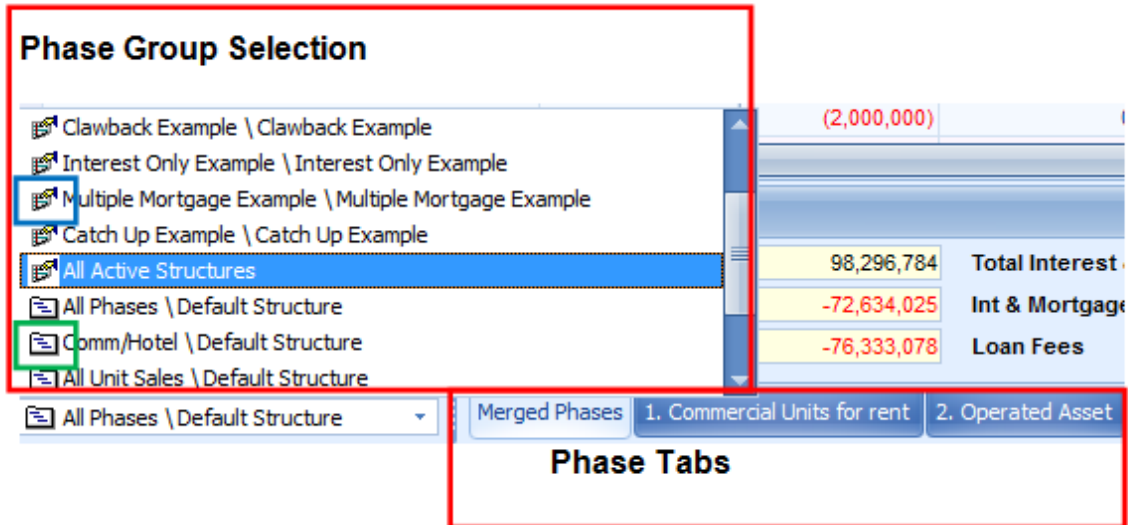 Phase Group Selection
Clawback Example \ Clawback Example
(2,000,000)
Interest Only Example \ Interest Only Example
Multiple Mortgage Example \ Multiple Mortgage Example
Catch Up Example \ Catch Up Example
All Active Structures
98,296,784 Total Interest
All Phases \ Default Structure
-72,634,025 Int & Mortgage
Comm/Hotel \ Default Structure
-76,333,078 Loan Fees
All Unit Sales \ Default Structure
All Phases \ Default Structure
Merged Phases 1. Commercial Units for rent 2. Operated Asset
Phase Tabs